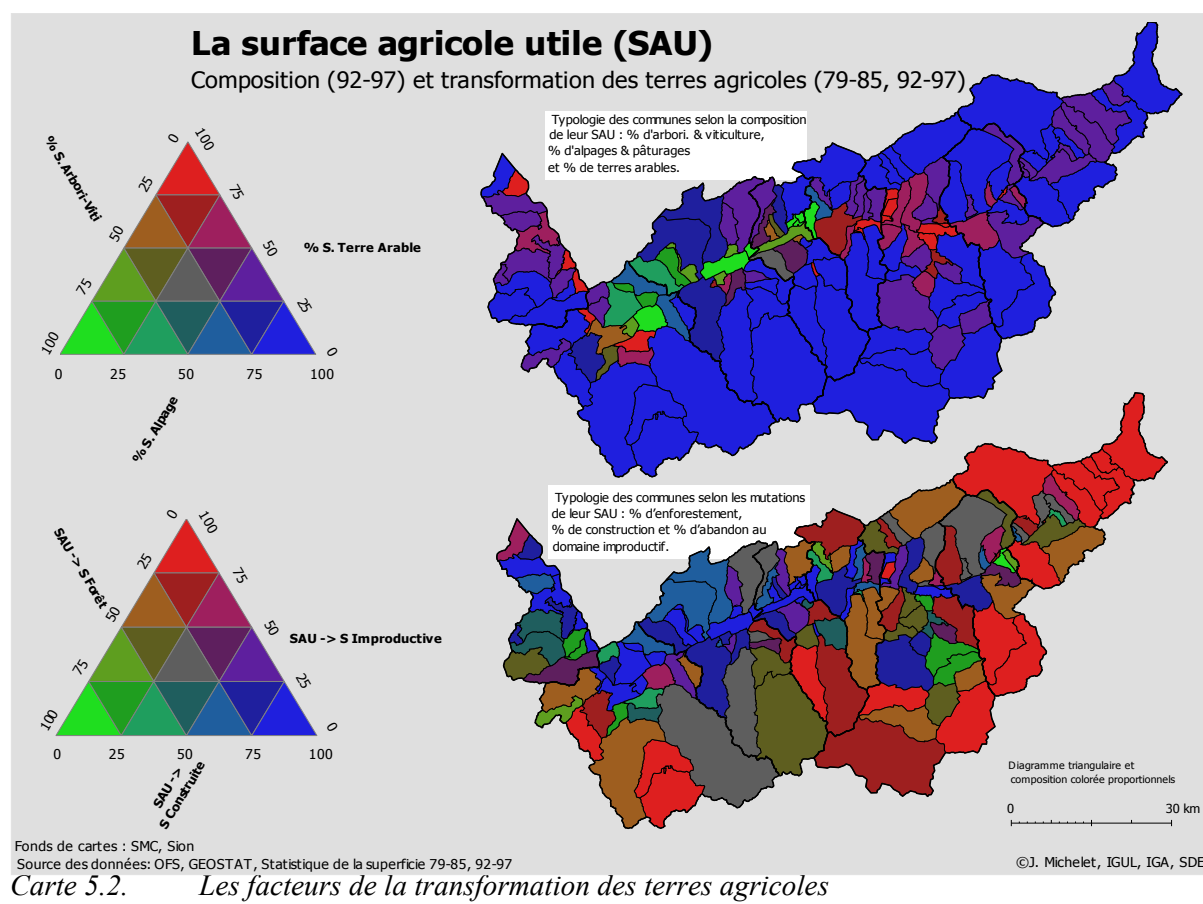 La surface agricole utile (SAU)
Composition (92-97) et transformation des terres agricoles (79-85, 92-97)
Typologie des communes selon la composition
de leur SAU : % d'arbori. & viticulture,
% d'alpages & pâturages
et % de terres arables.
% S. Arbori-Viti
0
25
50
75
100
100
75
50
25
0
% S. Terre Arable
0
25
50
75
100
% S. Alpage
Typologie des communes selon les mutations
de leur SAU : % d’enforestement,
% de construction et % d’abandon au
domaine improductif.
SAU -> S Forêt
0
25
50
75
100
100
75
50
25
0
SAU -> S Improductive
0
25
50
75
100
SAU ->
S Construite
Diagramme triangulaire et
composition colorée proportionnels
0
30 km
Fonds de cartes : SMC, Sion
Source des données: OFS, GEOSTAT, Statistique de la superficie 79-85, 92-97
©J. Michelet, IGUL, IGA, SDE
Carte 5.2. Les facteurs de la transformation des terres agricoles